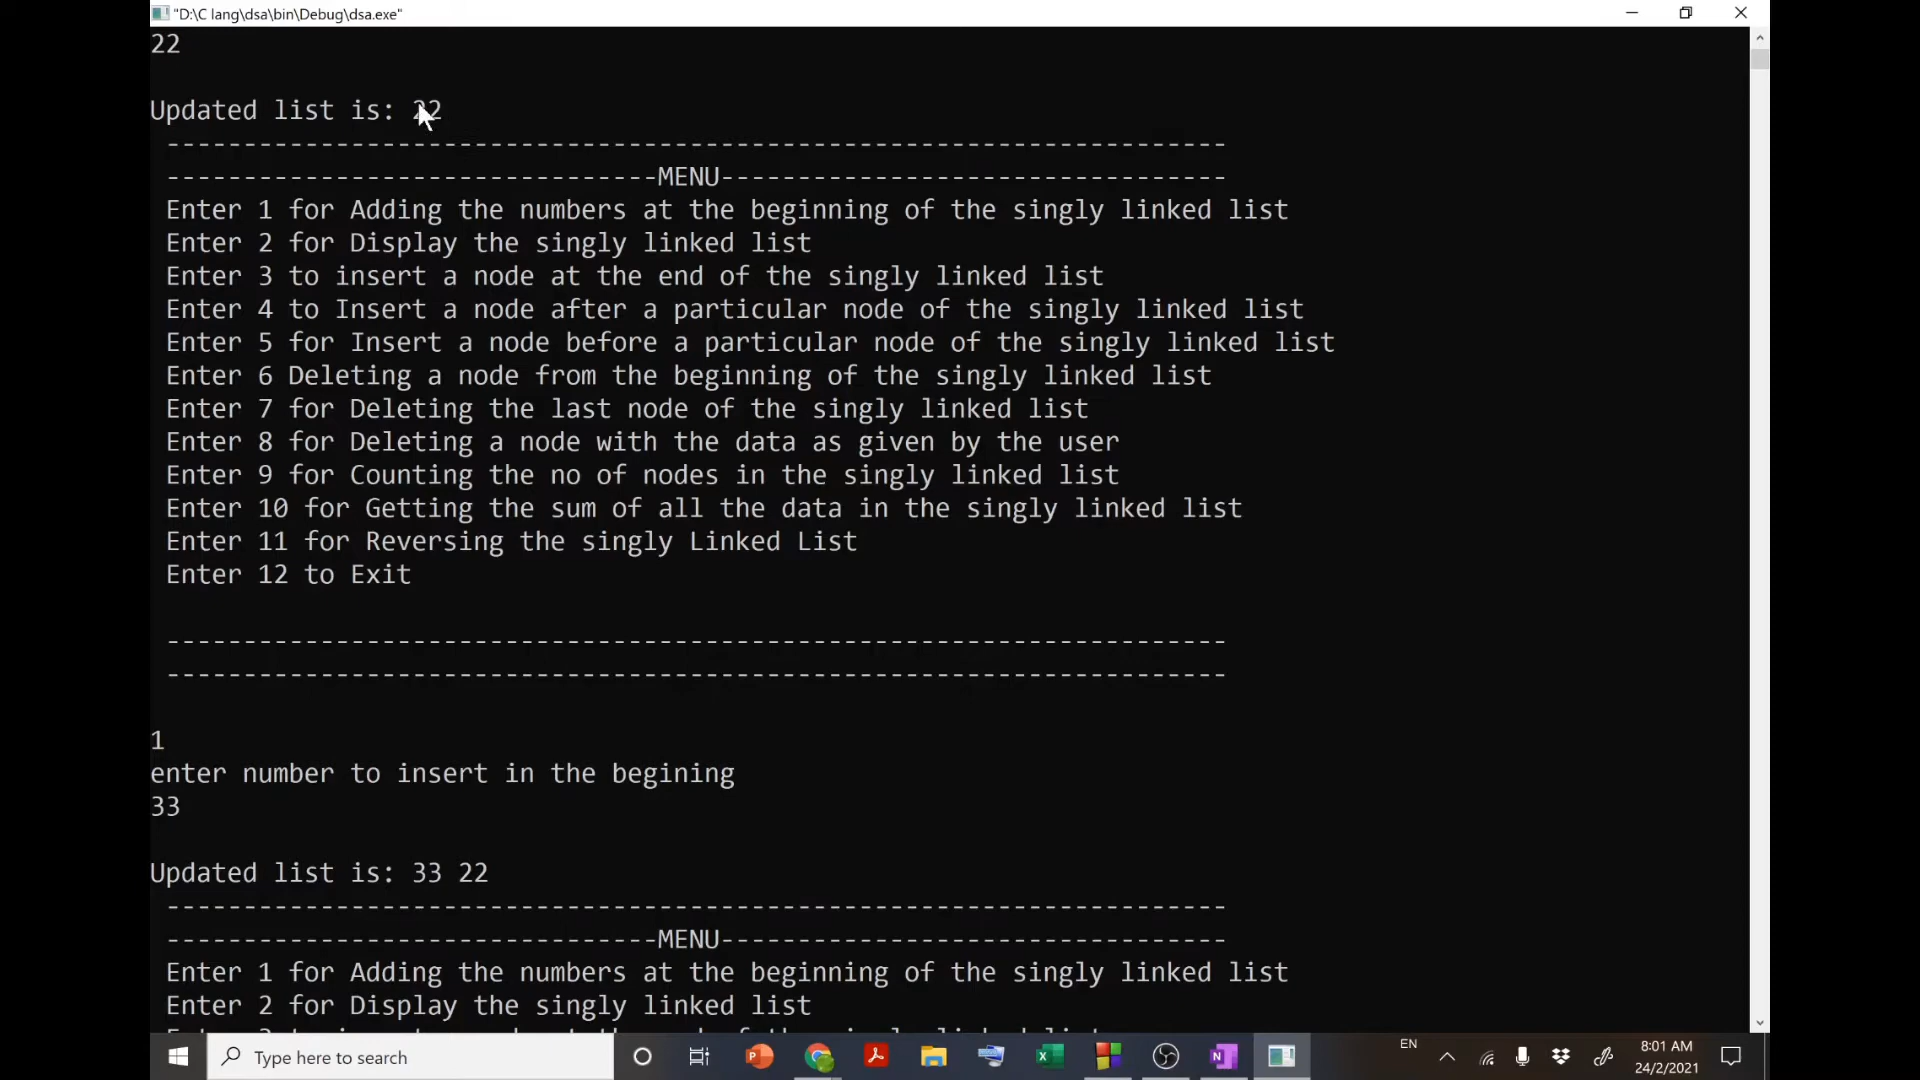 "D:\C lang\dsa\bin\Debug\dsa.exe"
22
Updated list is: 22
--------------------------------------------------------------------
--------------------------------MENU---------------------------------
Enter 1 for Adding the numbers at the beginning of the singly linked list
Enter 2 for Display the singly linked list
Enter 3 to insert a node at the end of the singly linked list
Enter 4 to Insert a node after a particular node of the singly linked list
Enter 5 for Insert a node before a particular node of the singly linked list
Enter 6 Deleting a node from the beginning of the singly linked list
Enter 7 for Deleting the last node of the singly linked list
Enter 8 for Deleting a node with the data as given by the user
Enter 9 for Counting the no of nodes in the singly linked list
Enter 10 for Getting the sum of all the data in the singly linked list
Enter 11 for Reversing the singly Linked List
Enter 12 to Exit
--------------------------------------------------------------------
--------------------------------------------------------------------
1
enter number to insert in the begining
33
Updated list is: 33 22
--------------------------------------------------------------------
--------------------------------MENU---------------------------------
Enter 1 for Adding the numbers at the beginning of the singly linked list
Enter 2 for Display the singly linked list
Type here to search
EN
8:01 AM
24/2/2021